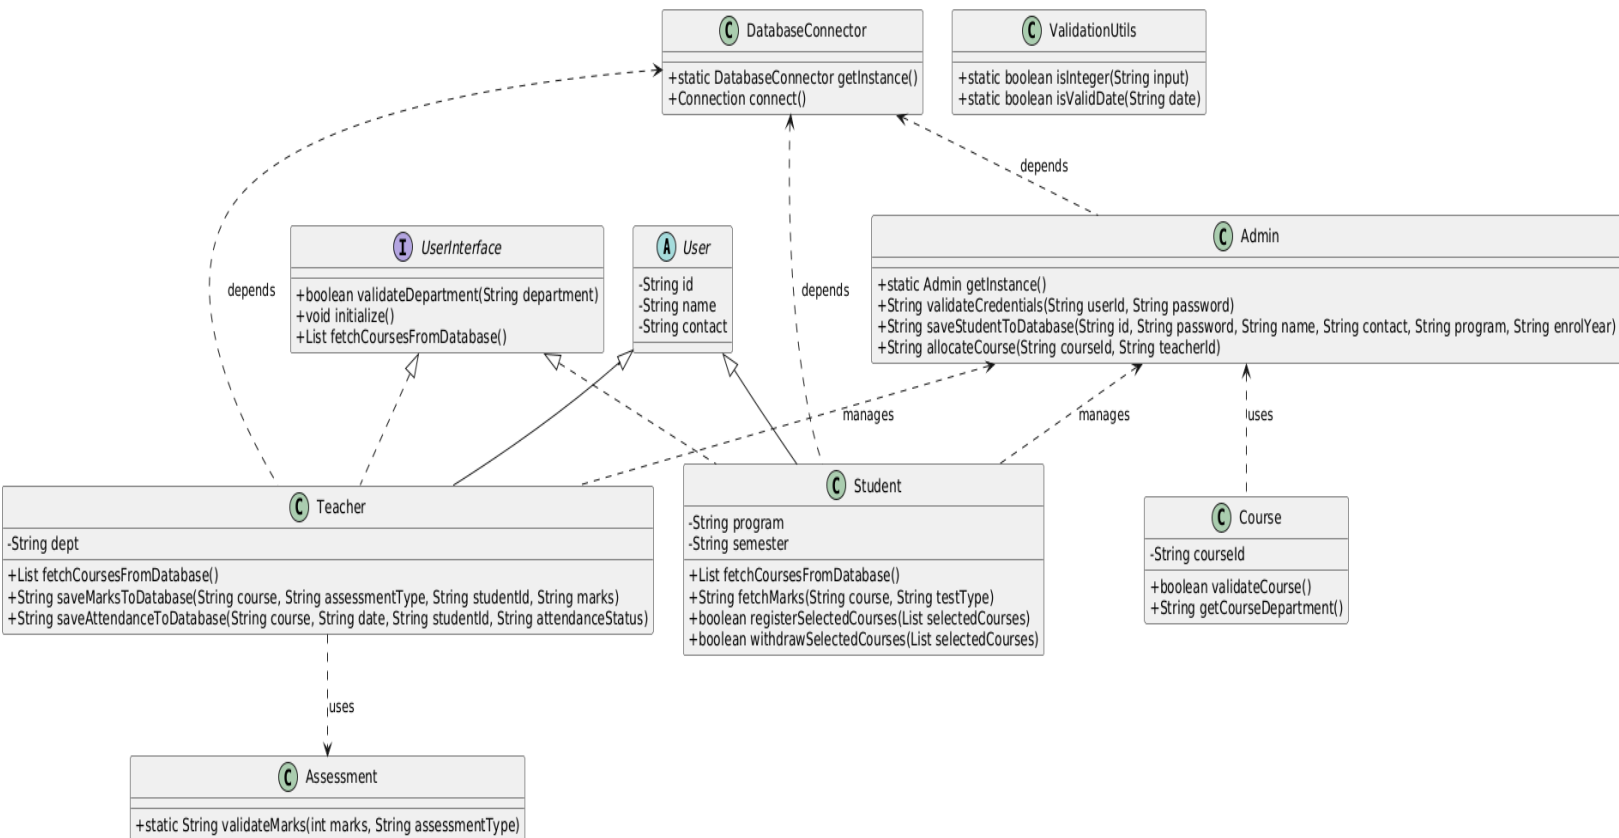 C DatabaseConnector
+static DatabaseConnector getInstance()
+Connection connect()
C ValidationUtils
+static boolean isInteger(String input)
+static boolean isValidDate(String date)
depends
depends
depends
I UserInterface
+boolean validateDepartment(String department)
+void initialize()
+List fetchCoursesFromDatabase()
A User
-String id
-String name
-String contact
C Admin
+static Admin getInstance()
+String validateCredentials(String userId, String password)
+String saveStudentToDatabase(String id, String password, String name, String contact, String program, String enrolYear)
+String allocateCourse(String courseId, String teacherId)
manages
manages
uses
C Teacher
-String dept
+List fetchCoursesFromDatabase()
+String saveMarksToDatabase(String course, String assessmentType, String studentId, String marks)
+String saveAttendanceToDatabase(String course, String date, String studentId, String attendanceStatus)
C Student
-String program
-String semester
+List fetchCoursesFromDatabase()
+String fetchMarks(String course, String testType)
+boolean registerSelectedCourses(List selectedCourses)
+boolean withdrawSelectedCourses(List selectedCourses)
C Course
-String courseId
+boolean validateCourse()
+String getCourseDepartment()
uses
C Assessment
+static String validateMarks(int marks, String assessmentType)